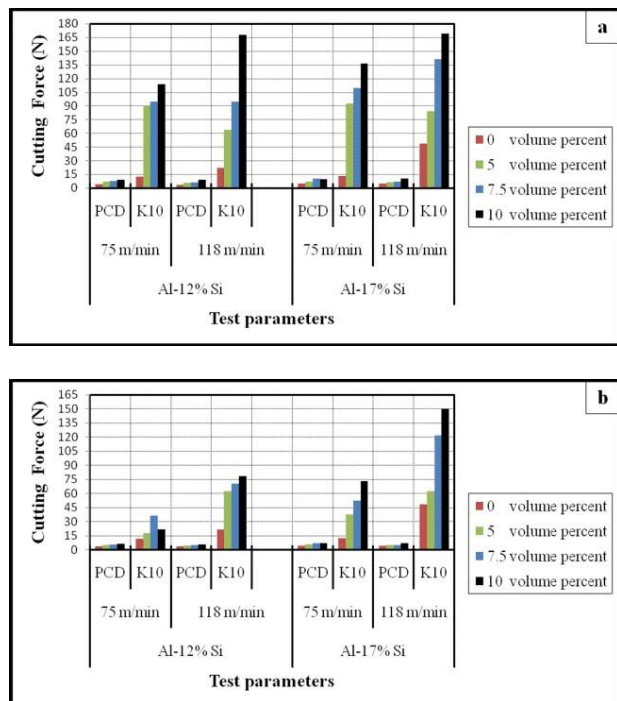 a
Cutting Force (N)
180
165
150
135
120
105
90
75
60
45
30
15
0
PCD K10 PCD K10 PCD K10 PCD K10
75 m/min 118 m/min 75 m/min 118 m/min
Al-12% Si Al-17% Si
Test parameters
0 volume percent
5 volume percent
7.5 volume percent
10 volume percent
b
Cutting Force (N)
165
150
135
120
105
90
75
60
45
30
15
0
PCD K10 PCD K10 PCD K10 PCD K10
75 m/min 118 m/min 75 m/min 118 m/min
Al-12% Si Al-17% Si
Test parameters
0 volume percent
5 volume percent
7.5 volume percent
10 volume percent